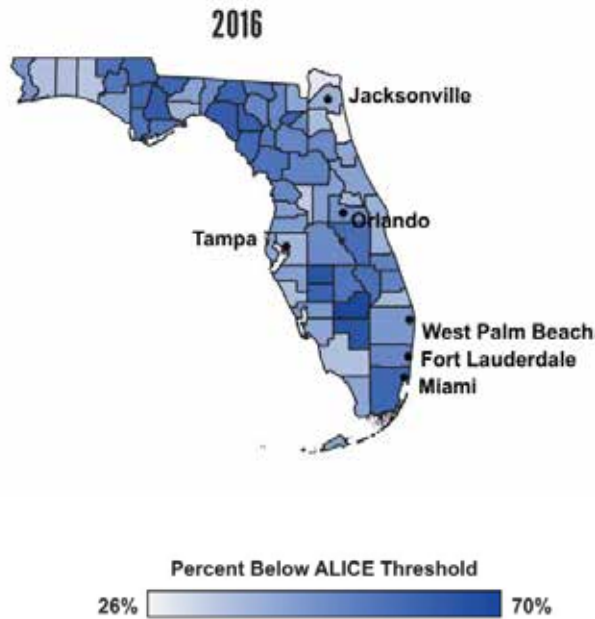 2016
Jacksonville
Orlando
Tampa
West Palm Beach
Fort Lauderdale
Miami
Percent Below ALICE Threshold
26% 70%